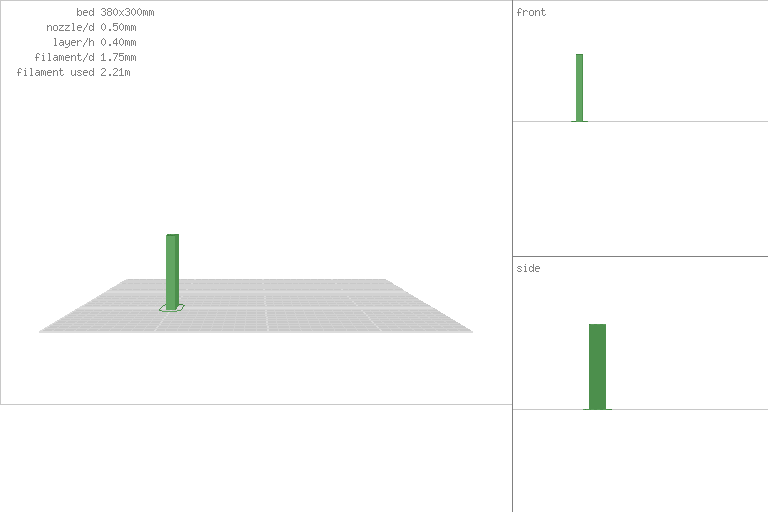 bed 380x300mm
nozzle/d 0.50mm
layer/h 0.40mm
filament/d 1.75mm
filament used 2.21m
front
side